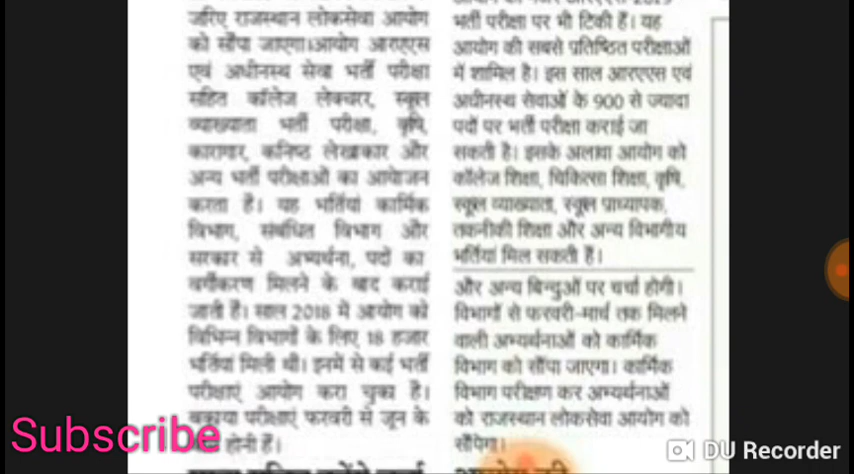 जरिए राजस्थान लोकसेवा आयोग
को सौंपा जाएगा।आयोग आरएएस
एवं अधीनस्थ सेवा भर्ती परीक्षा
सहित कॉलेज लेक्चरर, स्कूल
व्याख्याता भर्ती परीक्षा, कृषि,
कारागार, कनिष्ठ लेखाकार और
अन्य भर्ती परीक्षाओं का आयोजन
करता है। यह भर्तियां कार्मिक
विभाग, संबंधित विभाग और
सरकार से अभ्यर्थना, पदों का
वर्गीकरण मिलने के बाद कराई
जाती है। साल 2018 में आयोग को
विभिन्न विभागों के लिए 18 हजार
भर्तियां मिली थी। इनमें से कई भर्ती
परीक्षाएं आयोग करा चुका है।
बकाया परीक्षाएं फरवरी से जून के
होनी हैं।
भर्ती परीक्षा पर भी टिकी हैं। यह
आयोग की सबसे प्रतिष्ठित परीक्षाओं
में शामिल है। इस साल आरएएस एवं
अधीनस्थ सेवाओं के 900 से ज्यादा
पदों पर भर्ती परीक्षा कराई जा
सकती है। इसके अलावा आयोग को
कॉलेज शिक्षा, चिकित्सा शिक्षा, कृषि,
स्कूल व्याख्याता, स्कूल प्राध्यापक,
तकनीकी शिक्षा और अन्य विभागीय
भर्तियां मिल सकती हैं।
और अन्य बिन्दुओं पर चर्चा होगी।
विभागों से फरवरी-मार्च तक मिलने
वाली अभ्यर्थनाओं को कार्मिक
विभाग को सौंपा जाएगा। कार्मिक
विभाग परीक्षण कर अभ्यर्थनाओं
को राजस्थान लोकसेवा आयोग को
सौंपेगा।
Subscribe
DU Recorder